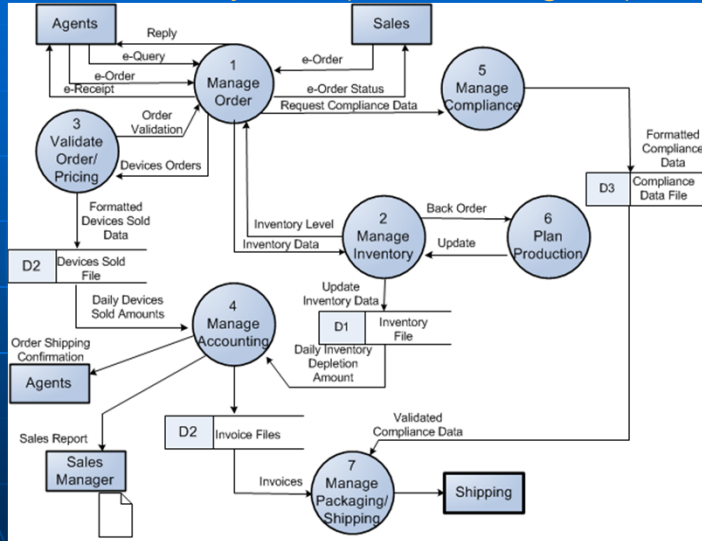 Agents
Sales
Reply
e-Query
e-Order
e-Receipt
1
Manage
Order
e-Order
e-Order Status
Request Compliance Data
5
Manage
Compliance
3
Validate
Order/
Pricing
Order
Validation
Devices Orders
Formatted
Compliance
Data
D3
Compliance
Data File
Formatted
Devices Sold
Data
Inventory Level
Inventory Data
2
Manage
Inventory
Back Order
Update
6
Plan
Production
D2
Devices Sold
File
Update
Inventory Data
D1
Inventory
File
Daily Devices
Sold Amounts
4
Manage
Accounting
Daily Inventory
Depletion
Amount
Order Shipping
Confirmation
Agents
Sales Report
Sales
Manager
D2
Invoice Files
Invoices
Validated
Compliance Data
7
Manage
Packaging/
Shipping
Shipping